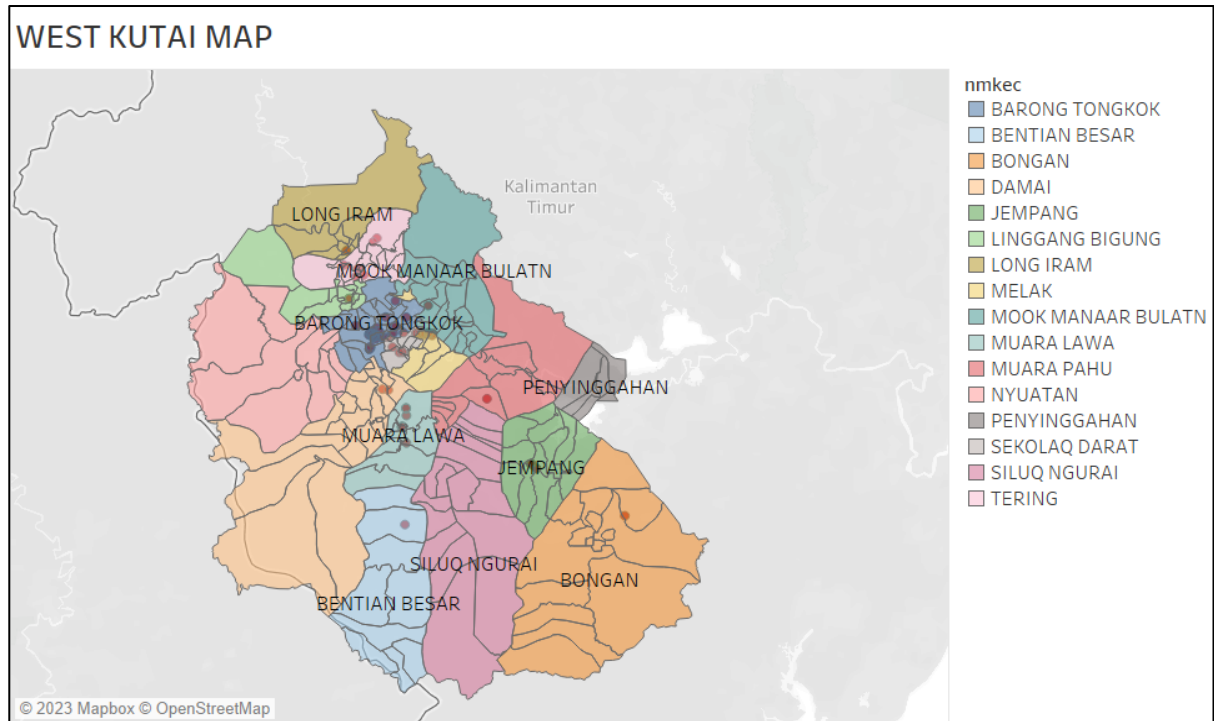 WEST KUTAI MAP
Kalimantan
Timur
LONG IRAM
MOOK MANAAR BULATN
BARONG TONGKOK
PENYINGGAHAN
MUARA LAWA
JEMPANG
SILUQ NGURAI
BONGAN
BENTIAN BESAR
© 2023 Mapbox © OpenStreetMap
nmkec
BARONG TONGKOK
BENTIAN BESAR
BONGAN
DAMAI
JEMPANG
LINGGANG BIGUNG
LONG IRAM
MELAK
MOOK MANAAR BULATN
MUARA LAWA
MUARA PAHU
NYUATAN
PENYINGGAHAN
SEKOLAQ DARAT
SILUQ NGURAI
TERING